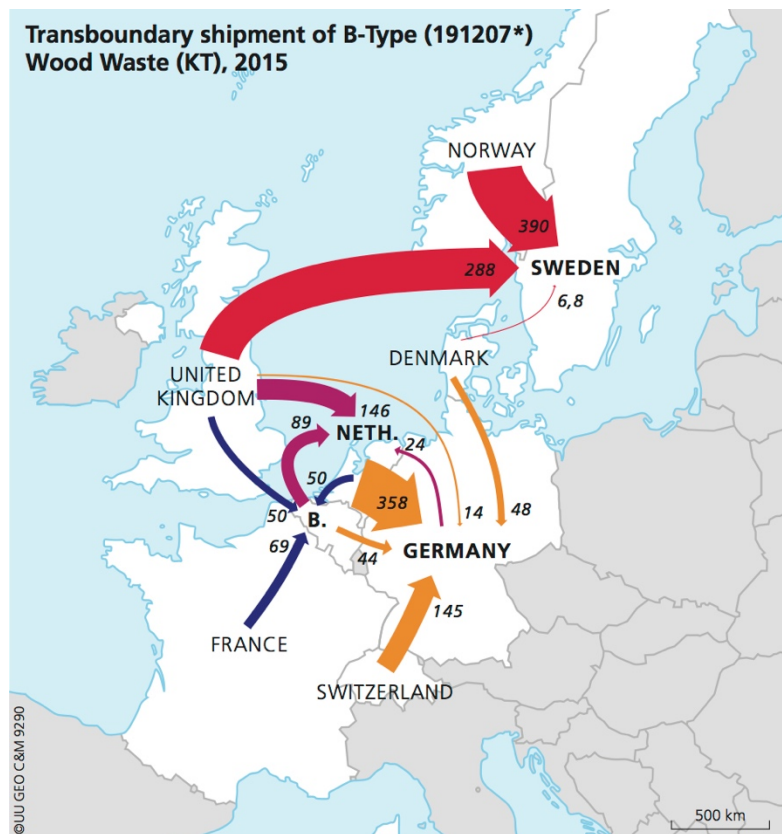 Transboundary shipment of B-Type (191207*)
Wood Waste (KT), 2015
NORWAY
390
288
SWEDEN
6,8
DENMARK
UNITED
KINGDOM
146
89
NETH.
24
50
358
14
48
50
B.
69
44
GERMANY
145
FRANCE
SWITZERLAND
©UU GEO C&M 9290
500 km